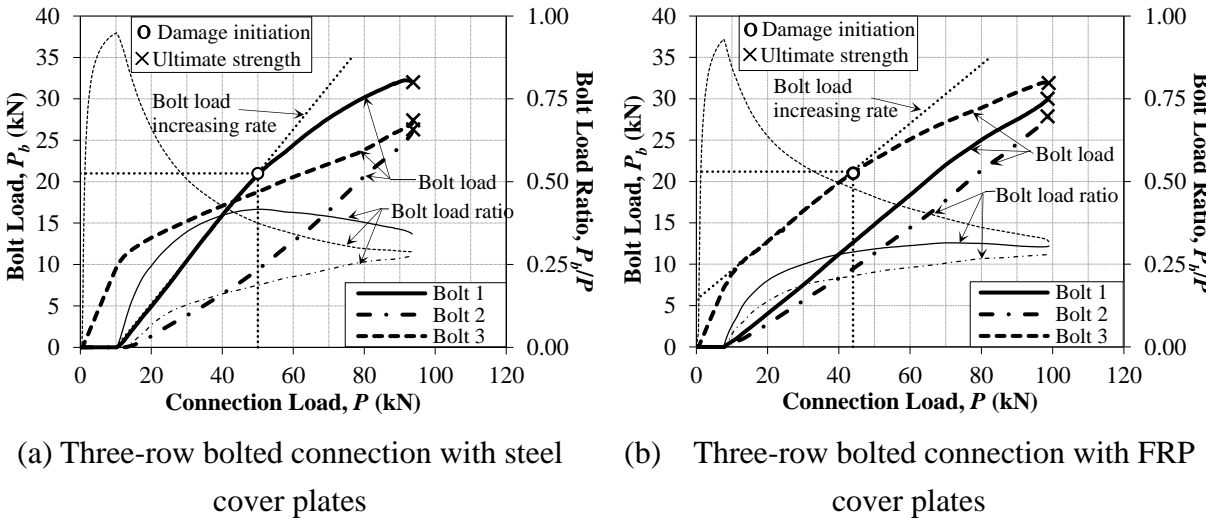 Bolt Load, P_b (kN)
40
35
30
25
20
15
10
5
0
0 20 40 60 80 100 120
Connection Load, P (kN)
1.00
0.75
0.50
0.25
0.00
Bolt Load Ratio, P_b/P
Damage initiation
Ultimate strength
Bolt load
increasing rate
Bolt load
Bolt load ratio
Bolt 1
Bolt 2
Bolt 3
(a) Three-row bolted connection with steel
cover plates
Bolt Load, P_b (kN)
40
35
30
25
20
15
10
5
0
0 20 40 60 80 100 120
Connection Load, P (kN)
1.00
0.75
0.50
0.25
0.00
Bolt Load Ratio, P_b/P
Damage initiation
Ultimate strength
Bolt load
increasing rate
Bolt load
Bolt load ratio
Bolt 1
Bolt 2
Bolt 3
(b) Three-row bolted connection with FRP
cover plates